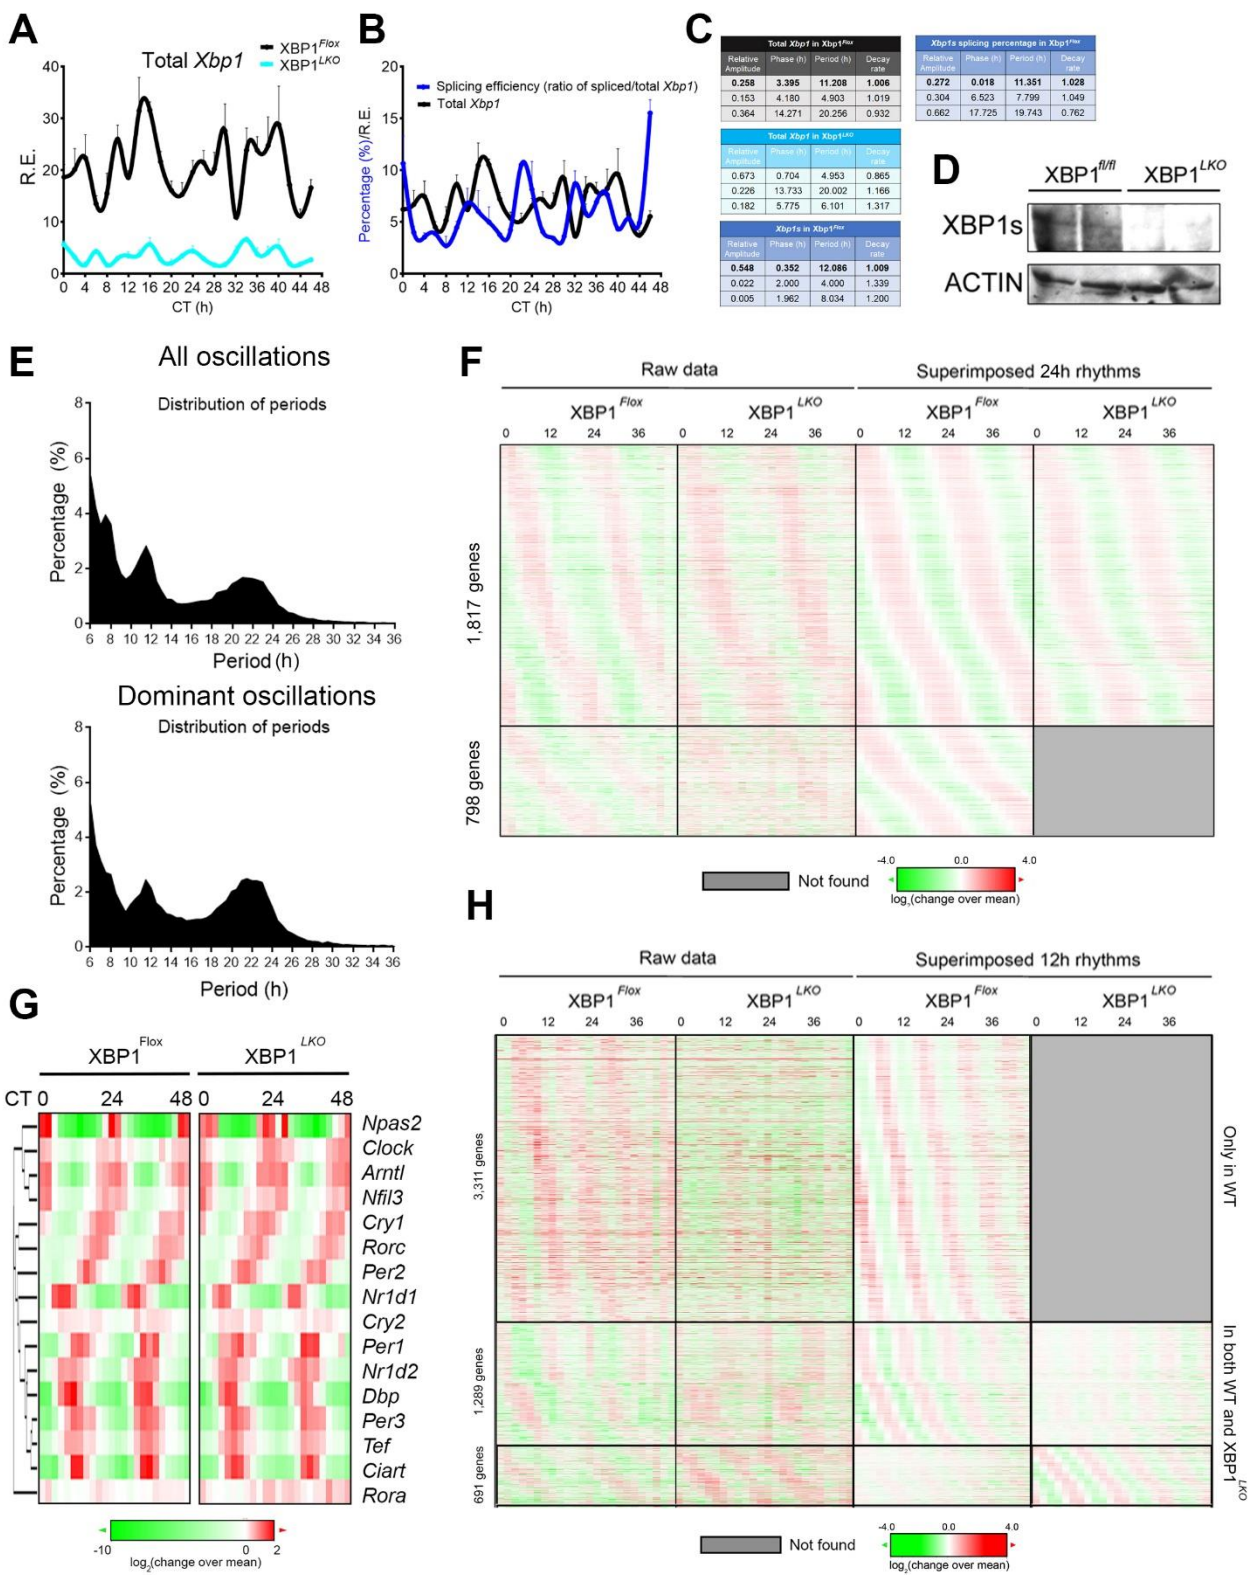 A
Total Xbp1
XBP1Flox
XBP1LKO
40
30
20
10
0
R.E.
0 4 8 12 16 20 24 28 32 36 40 44 48
CT (h)
B
20
15
10
5
0
Percentage (%)/R.E.
Splicing efficiency (ratio of spliced/total Xbp1)
Total Xbp1
0 4 8 12 16 20 24 28 32 36 40 44 48
CT (h)
C
Total Xbp1 in Xbp1Flox
Relative Amplitude Phase (h) Period (h) Decay rate
0.258 3.395 11.208 1.006
0.153 4.180 4.903 1.019
0.364 14.271 20.256 0.932
Xbp1s splicing percentage in Xbp1Flox
Relative Amplitude Phase (h) Period (h) Decay rate
0.272 0.018 11.351 1.028
0.304 6.523 7.799 1.049
0.662 17.725 19.743 0.762
Total Xbp1 in Xbp1LKO
Relative Amplitude Phase (h) Period (h) Decay rate
0.673 0.704 4.953 0.865
0.226 13.733 20.002 1.166
0.182 5.775 6.101 1.317
Xbp1s in Xbp1Flox
Relative Amplitude Phase (h) Period (h) Decay rate
0.548 0.352 12.086 1.009
0.022 2.000 4.000 1.339
0.005 1.962 8.034 1.200
D
XBP1fl/fl XBP1LKO
XBP1s
ACTIN
E
All oscillations
Distribution of periods
8
6
4
2
0
Percentage (%)
6 8 10 12 14 16 18 20 22 24 26 28 30 32 34 36
Period (h)
Dominant oscillations
Distribution of periods
8
6
4
2
0
Percentage (%)
6 8 10 12 14 16 18 20 22 24 26 28 30 32 34 36
Period (h)
F
Raw data Superimposed 24h rhythms
XBP1Flox XBP1LKO XBP1Flox XBP1LKO
0 12 24 36 0 12 24 36 0 12 24 36 0 12 24 36
1,817 genes
798 genes
Not found
-4.0 0.0 4.0
log2(change over mean)
G
XBP1Flox XBP1LKO
CT 0 24 48 0 24 48
Npas2
Clock
Arntl
Nfil3
Cry1
Rorc
Per2
Nr1d1
Cry2
Per1
Nr1d2
Dbp
Per3
Tef
Ciart
Rora
-10 0 2
log2(change over mean)
H
Raw data Superimposed 12h rhythms
XBP1Flox XBP1LKO XBP1Flox XBP1LKO
0 12 24 36 0 12 24 36 0 12 24 36 0 12 24 36
3,311 genes
1,289 genes
691 genes
Only in WT
In both WT and XBP1LKO
Not found
-4.0 0.0 4.0
log2(change over mean)